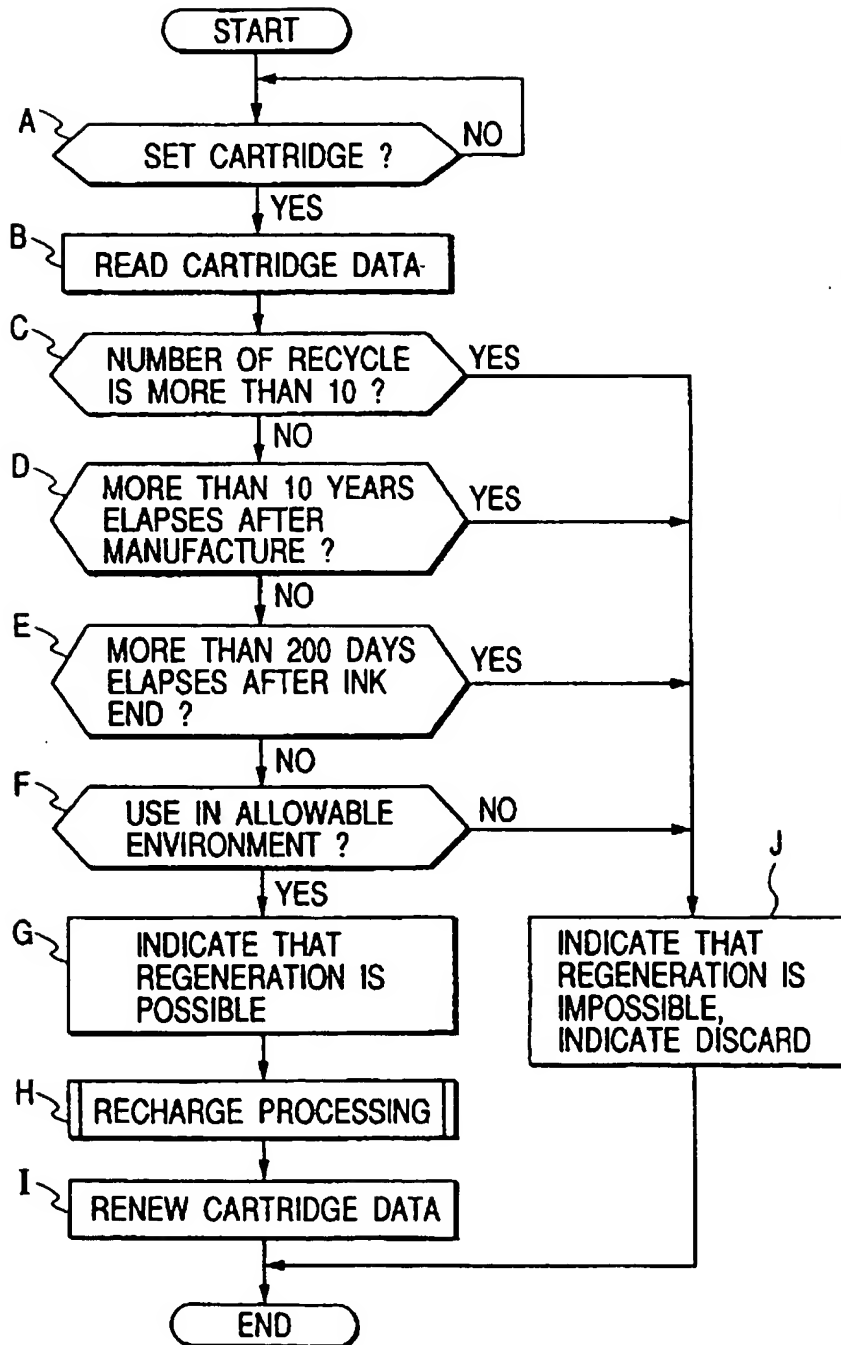 START
A
SET CARTRIDGE ?
NO
YES
B
READ CARTRIDGE DATA
C
NUMBER OF RECYCLE
IS MORE THAN 10 ?
YES
NO
D
MORE THAN 10 YEARS
ELAPSES AFTER
MANUFACTURE ?
YES
NO
E
MORE THAN 200 DAYS
ELAPSES AFTER INK
END ?
YES
NO
F
USE IN ALLOWABLE
ENVIRONMENT ?
NO
YES
G
INDICATE THAT
REGENERATION IS
POSSIBLE
J
INDICATE THAT
REGENERATION IS
IMPOSSIBLE,
INDICATE DISCARD
H
RECHARGE PROCESSING
I
RENEW CARTRIDGE DATA
END